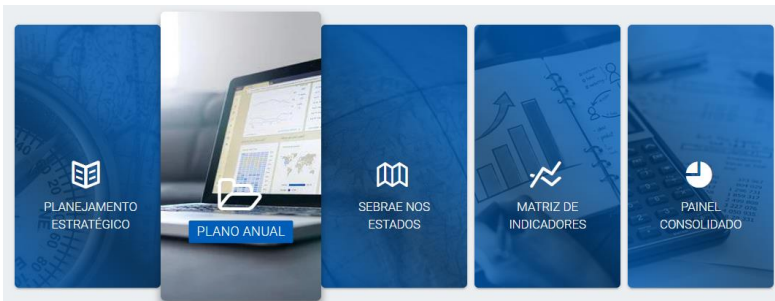 PLANEJAMENTO
ESTRATÉGICO
PLANO ANUAL
SEBRAE NOS
ESTADOS
MATRIZ DE
INDICADORES
PAINEL
CONSOLIDADO